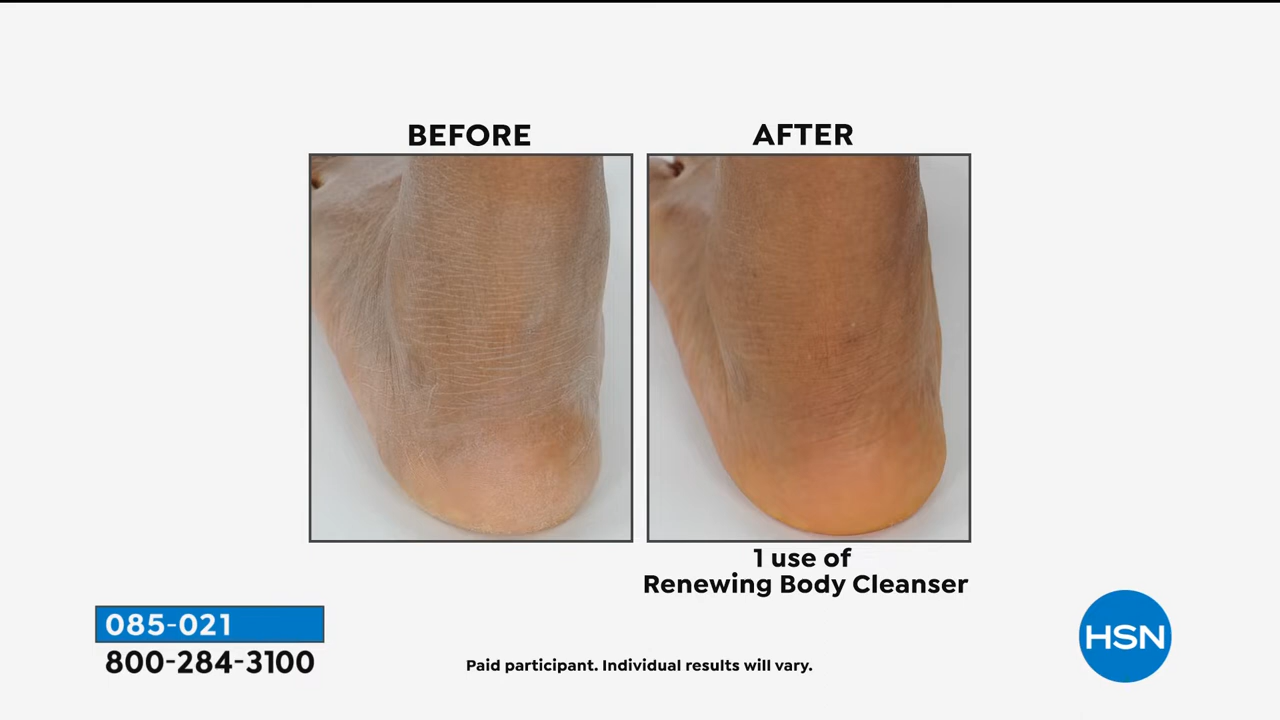 BEFORE
AFTER
1 use of
Renewing Body Cleanser
085-021
800-284-3100
Paid participant. Individual results will vary.
HSN